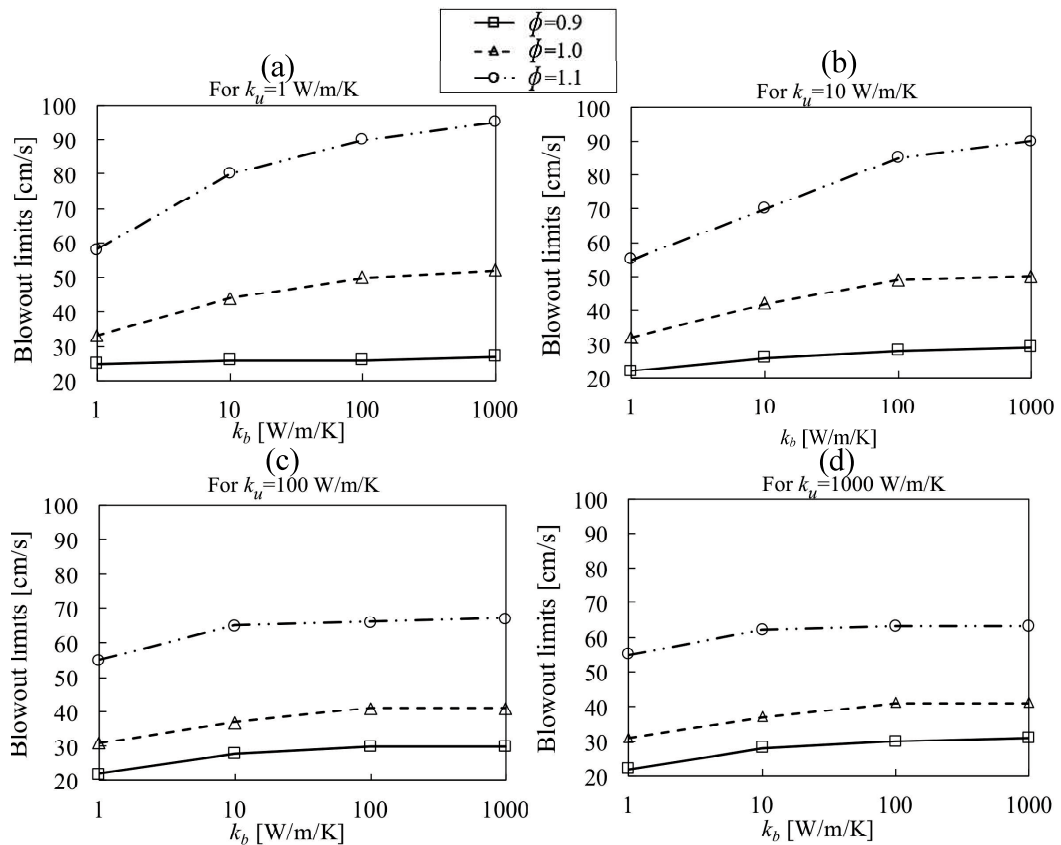 ϕ=0.9
ϕ=1.0
ϕ=1.1
(a)
For k_u=1 W/m/K
100
90
80
70
60
50
40
30
20
Blowout limits [cm/s]
1 10 100 1000
k_b [W/m/K]
(b)
For k_u=10 W/m/K
100
90
80
70
60
50
40
30
20
Blowout limits [cm/s]
1 10 100 1000
k_b [W/m/K]
(c)
For k_u=100 W/m/K
100
90
80
70
60
50
40
30
20
Blowout limits [cm/s]
1 10 100 1000
k_b [W/m/K]
(d)
For k_u=1000 W/m/K
100
90
80
70
60
50
40
30
20
Blowout limits [cm/s]
1 10 100 1000
k_b [W/m/K]